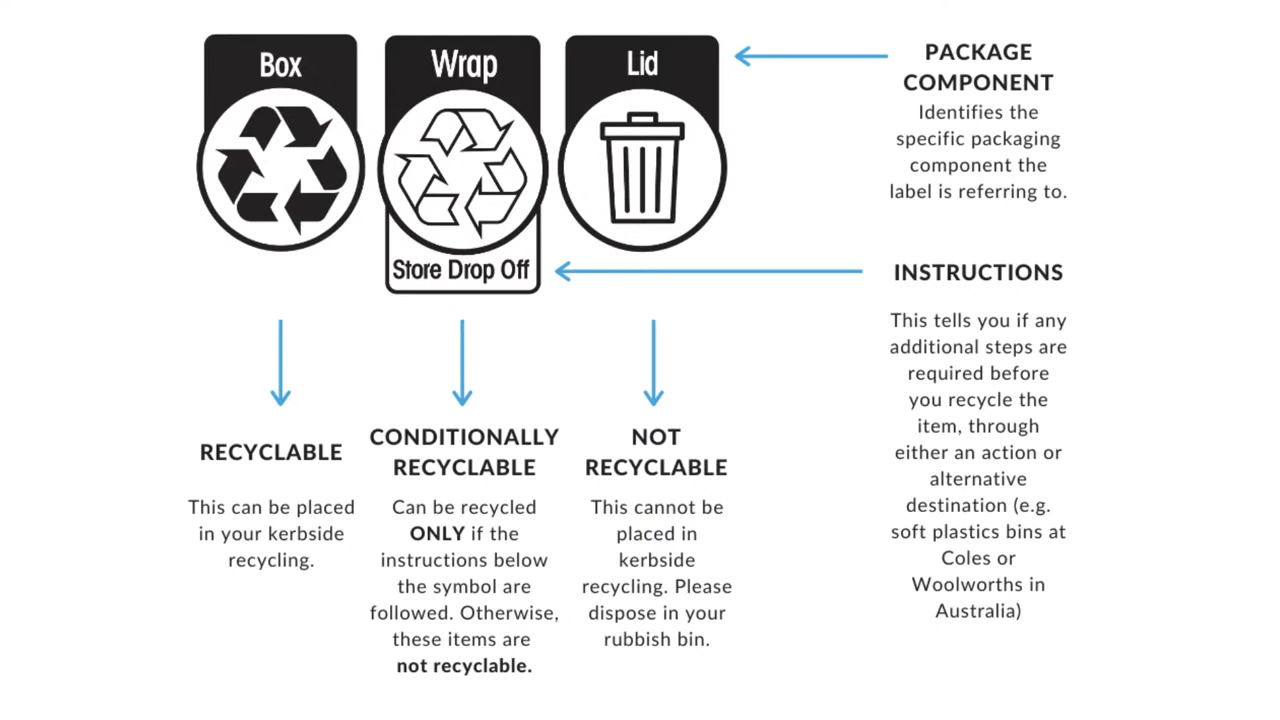 Box
Wrap
Lid
Store Drop Off
PACKAGE
COMPONENT
Identifies the
specific packaging
component the
label is referring to.
INSTRUCTIONS
This tells you if any
additional steps are
required before
you recycle the
item, through
either an action or
alternative
destination (e.g.
soft plastics bins at
Coles or
Woolworths in
Australia)
RECYCLABLE
This can be placed
in your kerbside
recycling.
CONDITIONALLY
RECYCLABLE
Can be recycled
ONLY if the
instructions below
the symbol are
followed. Otherwise,
these items are
not recyclable.
NOT
RECYCLABLE
This cannot be
placed in
kerbside
recycling. Please
dispose in your
rubbish bin.